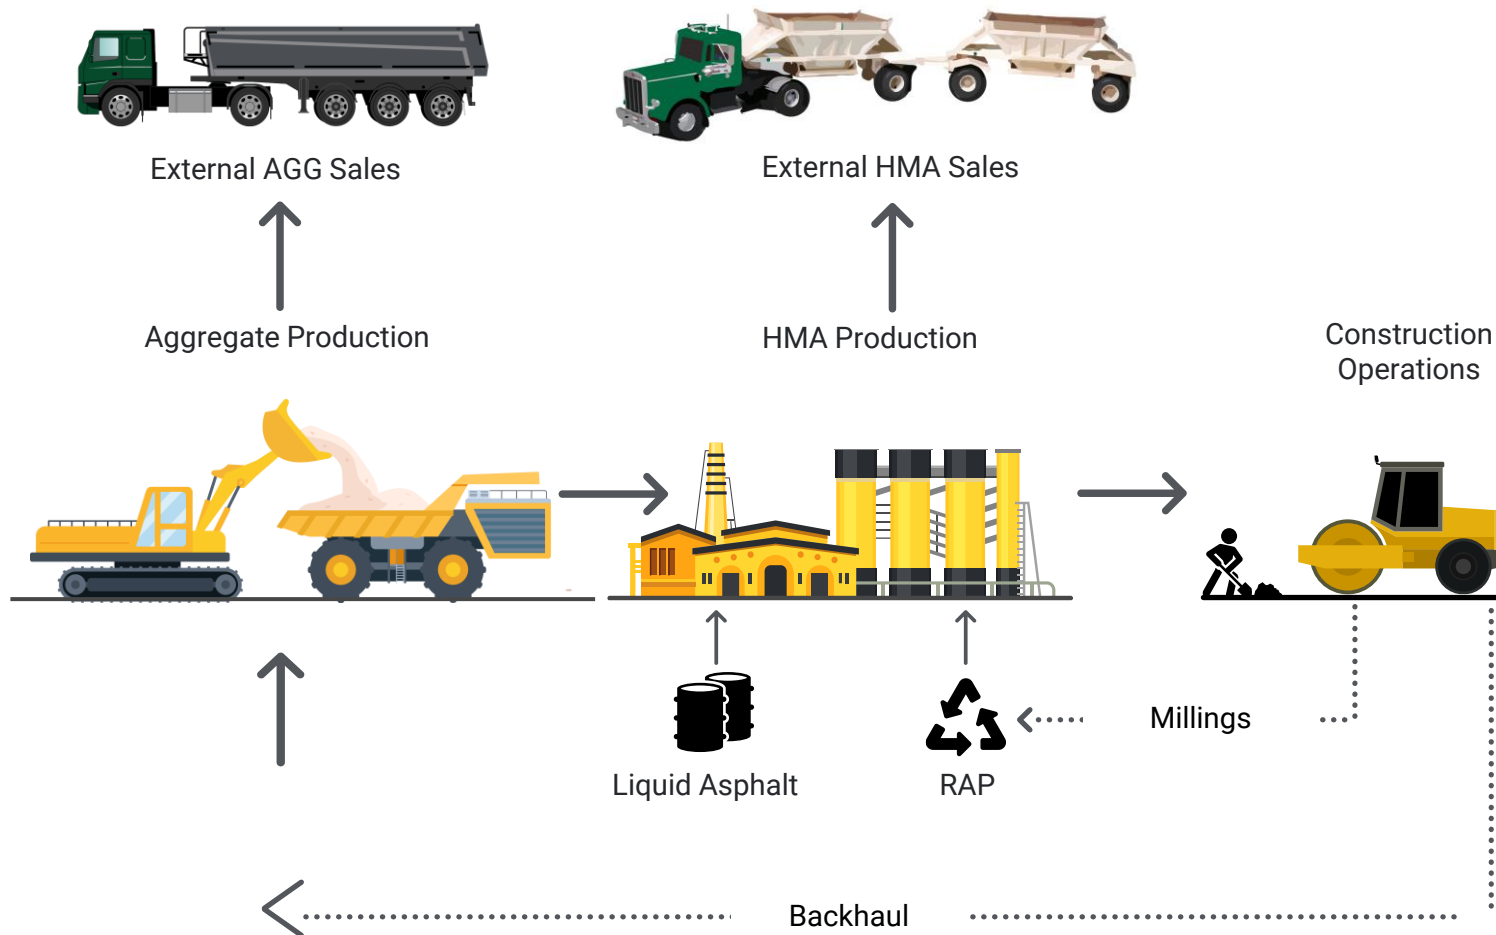 External AGG Sales
External HMA Sales
Aggregate Production
HMA Production
Construction
Operations
Millings
Liquid Asphalt
RAP
Backhaul